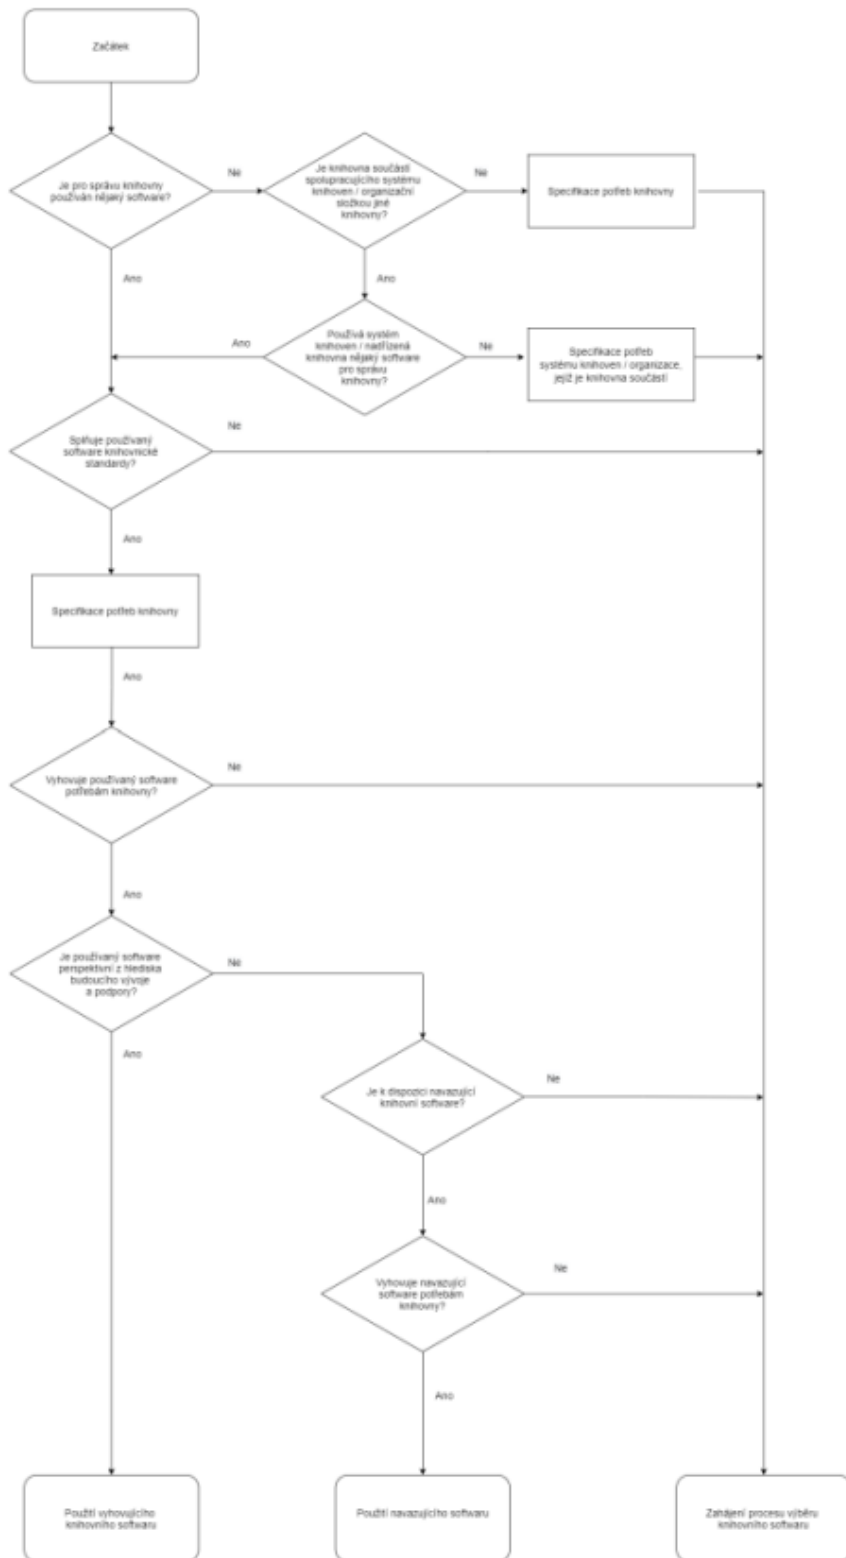 Začátek
Je pro správu knihovny
používán nějaký software?
Ne
Je knihovna součástí
spolupracujícího systému
knihoven / organizační
složkou jiné
knihovny?
Ne
Specifikace potřeb knihovny
Ano
Ano
Používá systém
knihoven / nadřízená
knihovna nějaký software
pro správu
knihovny?
Ano
Ne
Specifikace potřeb
systému knihoven / organizace,
jejíž je knihovna součástí
Splňuje používaný
software knihovnické
standardy?
Ne
Ano
Specifikace potřeb knihovny
Ano
Vyhovuje používaný software
potřebám knihovny?
Ne
Ano
Je používaný software
perspektivní z hlediska
budoucího vývoje
a podpory?
Ne
Ano
Je k dispozici navazující
knihovní software?
Ne
Ano
Vyhovuje navazující
software potřebám
knihovny?
Ne
Ano
Použití vyhovujícího
knihovního softwaru
Použití navazujícího softwaru
Zahájení procesu výběru
knihovního softwaru